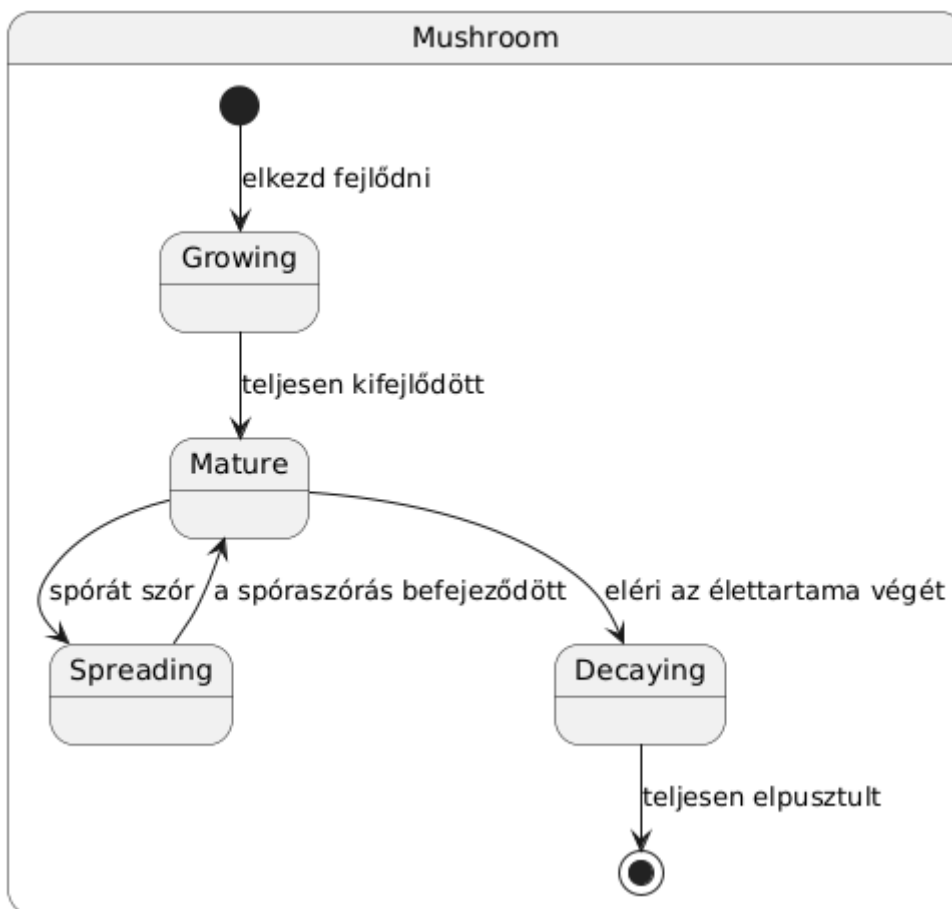 Mushroom
elkezd fejlődni
Growing
teljesen kifejlődött
Mature
spórát szór
a spóraszórás befejeződött
eléri az élettartama végét
Spreading
Decaying
teljesen elpusztult